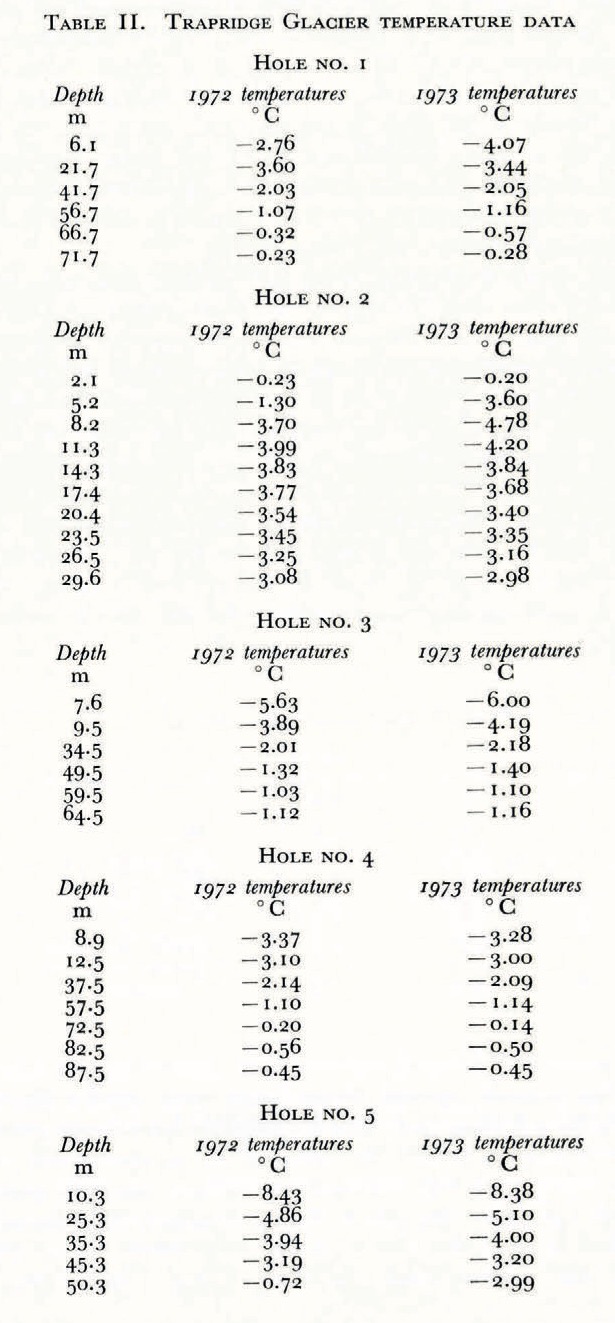 TABLE II. TRAPRIDGE GLACIER TEMPERATURE DATA
HOLE NO. 1
Depth 1972 temperatures 1973 temperatures
m °C °C
6.1 −2.76 −4.07
21.7 −3.60 −3.44
41.7 −2.03 −2.05
56.7 −1.07 −1.16
66.7 −0.32 −0.57
71.7 −0.23 −0.28
HOLE NO. 2
Depth 1972 temperatures 1973 temperatures
m °C °C
2.1 −0.23 −0.20
5.2 −1.30 −3.60
8.2 −3.70 −4.78
11.3 −3.99 −4.20
14.3 −3.83 −3.84
17.4 −3.77 −3.68
20.4 −3.54 −3.40
23.5 −3.45 −3.35
26.5 −3.25 −3.16
29.6 −3.08 −2.98
HOLE NO. 3
Depth 1972 temperatures 1973 temperatures
m °C °C
7.6 −5.63 −6.00
9.5 −3.89 −4.19
34.5 −2.01 −2.18
49.5 −1.32 −1.40
59.5 −1.03 −1.10
64.5 −1.12 −1.16
HOLE NO. 4
Depth 1972 temperatures 1973 temperatures
m °C °C
8.9 −3.37 −3.28
12.5 −3.10 −3.00
37.5 −2.14 −2.09
57.5 −1.10 −1.14
72.5 −0.20 −0.14
82.5 −0.56 −0.50
87.5 −0.45 −0.45
HOLE NO. 5
Depth 1972 temperatures 1973 temperatures
m °C °C
10.3 −8.43 −8.38
25.3 −4.86 −5.10
35.3 −3.94 −4.00
45.3 −3.19 −3.20
50.3 −0.72 −2.99